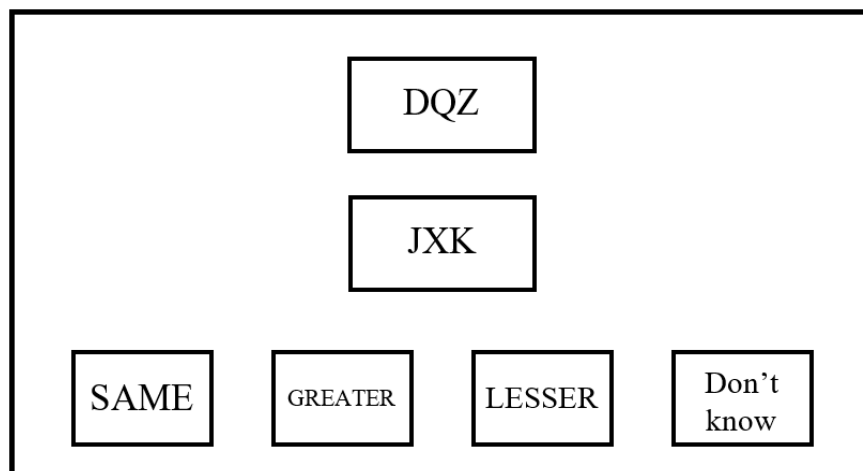 DQZ
JXK
SAME
GREATER
LESSER
Don’t
know